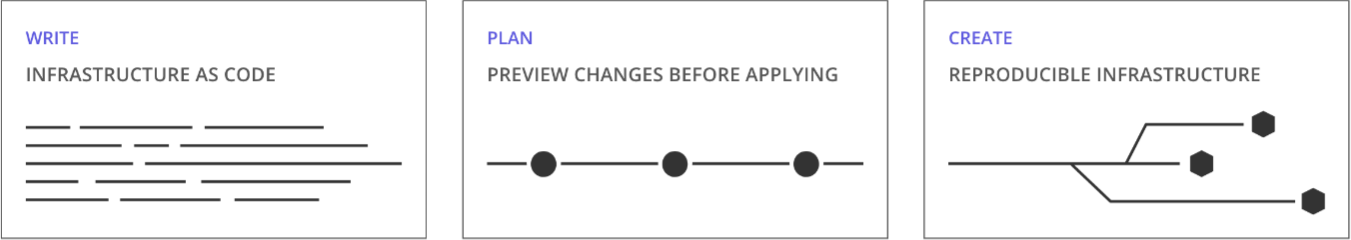 WRITE
INFRASTRUCTURE AS CODE
PLAN
PREVIEW CHANGES BEFORE APPLYING
CREATE
REPRODUCIBLE INFRASTRUCTURE